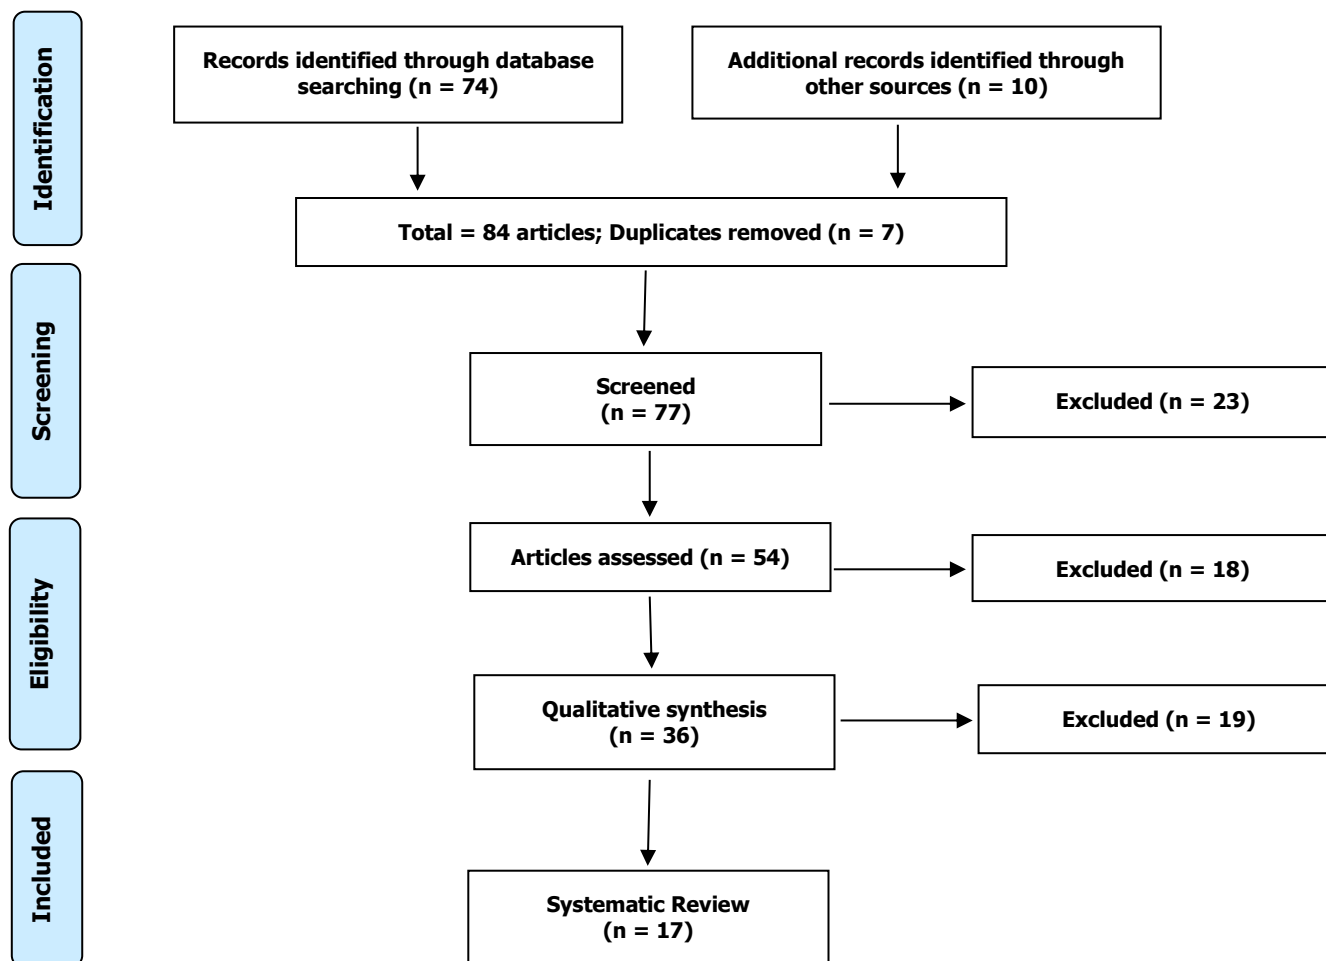 Identification
Records identified through database
searching (n = 74)
Additional records identified through
other sources (n = 10)
Total = 84 articles; Duplicates removed (n = 7)
Screening
Screened
(n = 77)
Excluded (n = 23)
Eligibility
Articles assessed (n = 54)
Excluded (n = 18)
Qualitative synthesis
(n = 36)
Excluded (n = 19)
Included
Systematic Review
(n = 17)